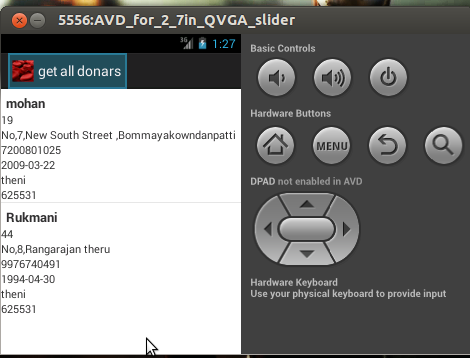 5556:AVD_for_2_7in_QVGA_slider
3G 1:27
get all donars
mohan
19
No,7,New South Street ,Bommayakowndanpatti
7200801025
2009-03-22
theni
625531
Rukmani
44
No,8,Rangarajan theru
9976740491
1994-04-30
theni
625531
Basic Controls
Hardware Buttons
MENU
DPAD not enabled in AVD
Hardware Keyboard
Use your physical keyboard to provide input